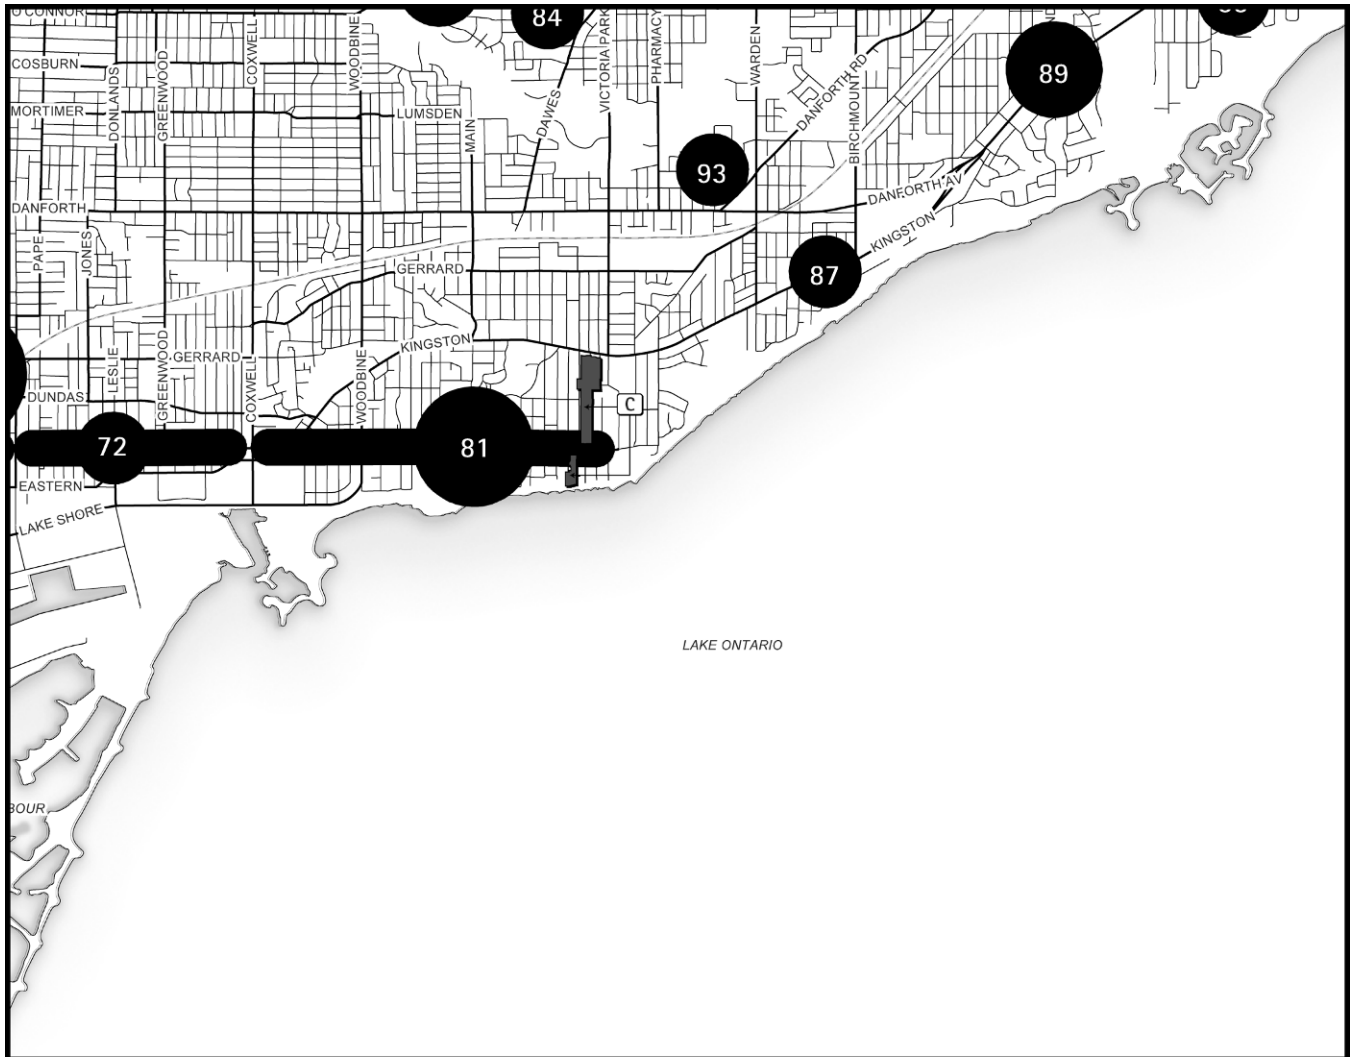 O'CONNOR
COSBURN
MORTIMER
DANFORTH
PAPE
JONES
DONLANDS
GREENWOOD
COXWELL
WOODBINE
LUMSDEN
MAIN
DAWES
84
VICTORIA PARK
PHARMACY
WARDEN
DANFORTH RD
BIRCHMOUNT
89
93
DANFORTH AV
KINGSTON
87
GERRARD
KINGSTON
GERRARD
LESLIE
GREENWOOD
COXWELL
WOODBINE
DUNDAS
72
81
C
EASTERN
LAKE SHORE
LAKE ONTARIO
BOUR